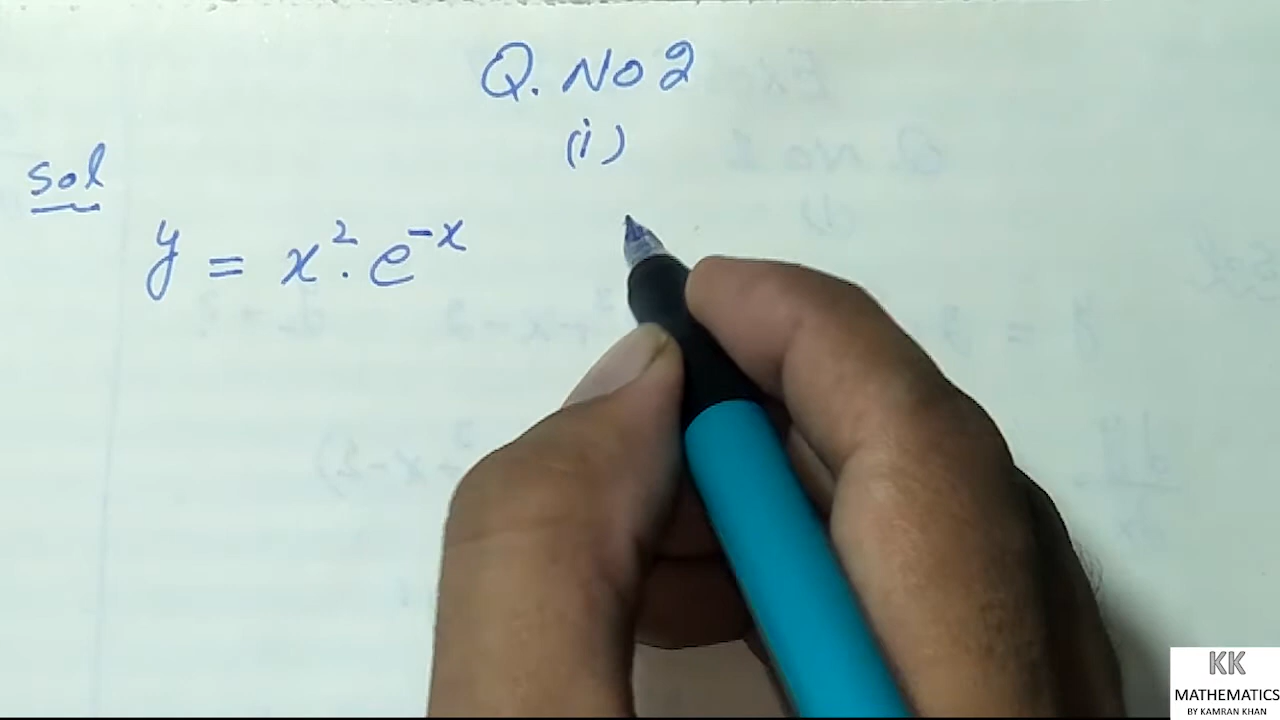 Q. No 2
(i)
Sol
y = x². e⁻ˣ
KK
MATHEMATICS
BY KAMRAN KHAN